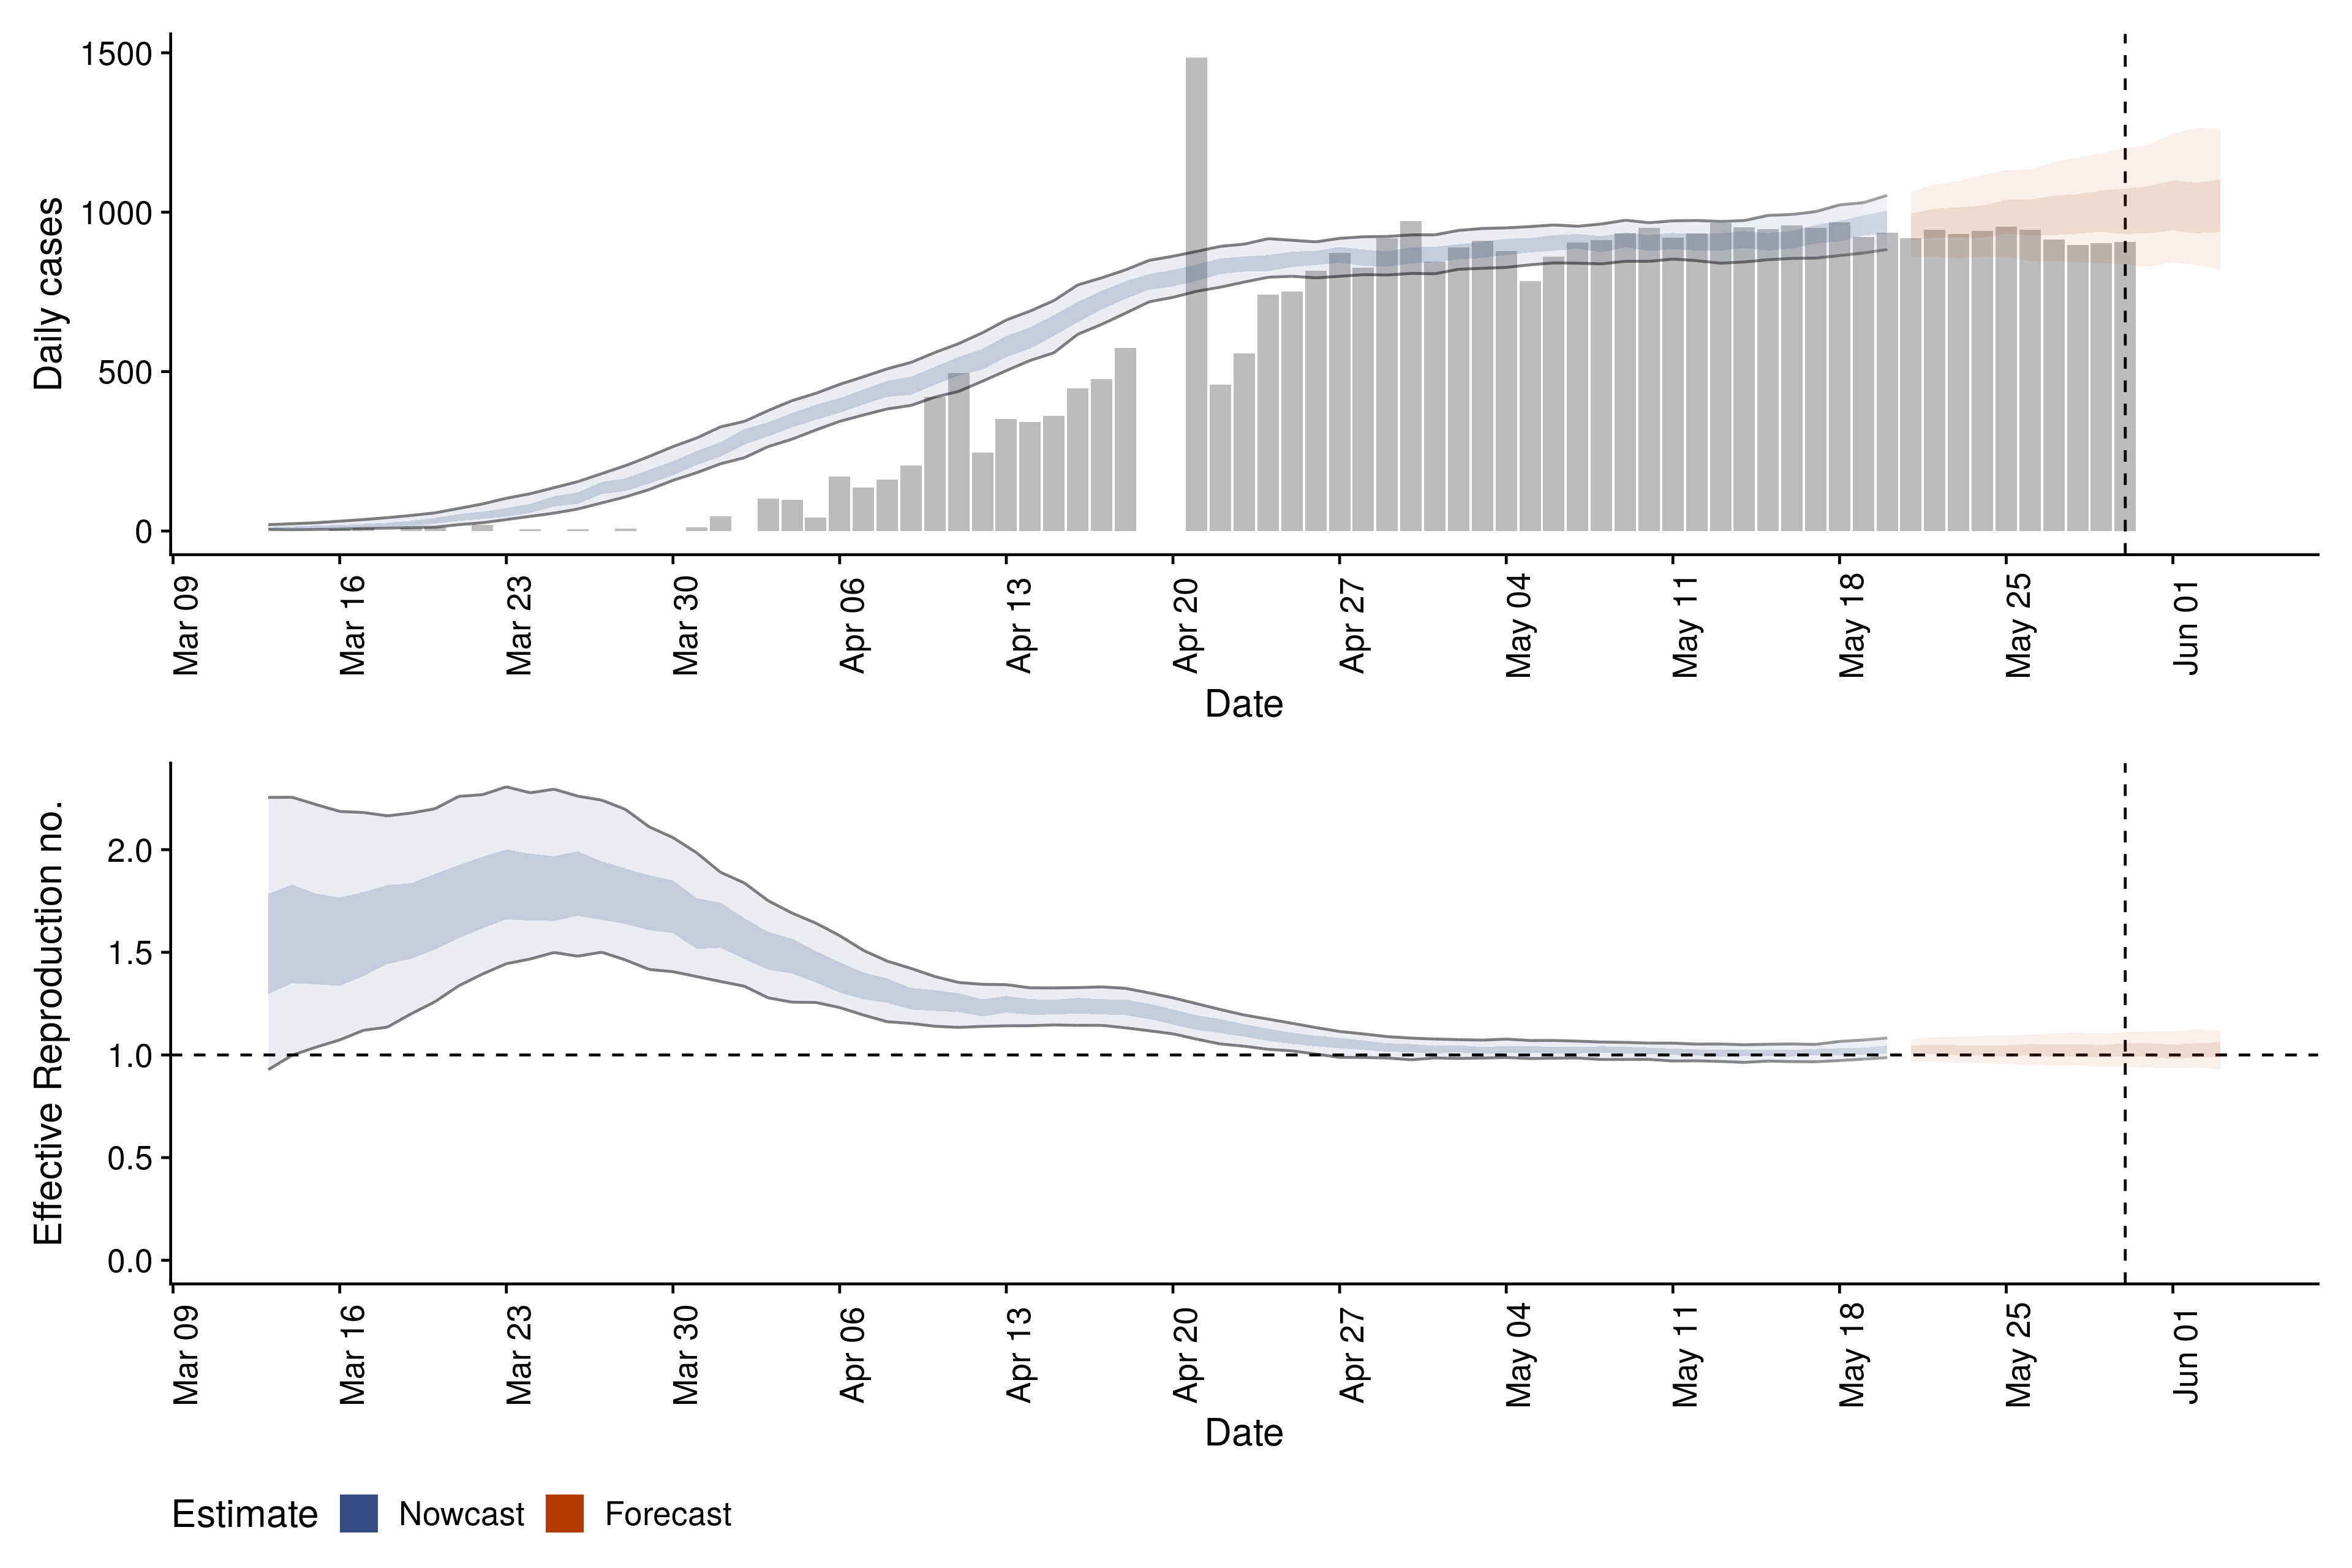 Daily cases
1500
1000
500
0
Mar 09
Mar 16
Mar 23
Mar 30
Apr 06
Apr 13
Apr 20
Apr 27
May 04
May 11
May 18
May 25
Jun 01
Date
Effective Reproduction no.
2.0
1.5
1.0
0.5
0.0
Mar 09
Mar 16
Mar 23
Mar 30
Apr 06
Apr 13
Apr 20
Apr 27
May 04
May 11
May 18
May 25
Jun 01
Date
Estimate Nowcast Forecast